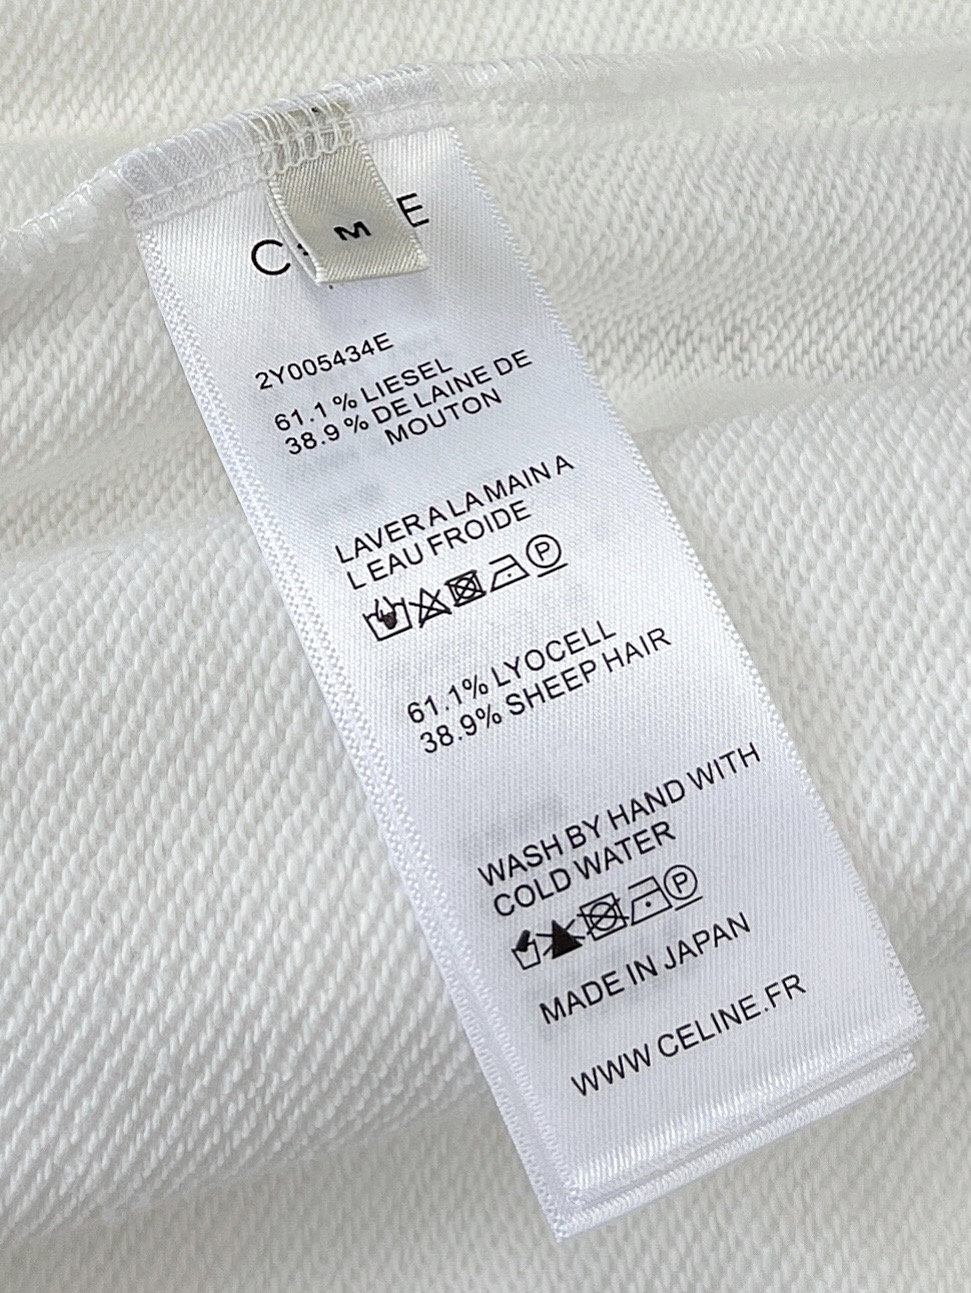 M
2Y005434E
61.1 % LIESEL
38.9 % DE LAINE DE
MOUTON
LAVER A LA MAIN A
L EAU FROIDE
P
61.1% LYOCELL
38.9% SHEEP HAIR
WASH BY HAND WITH
COLD WATER
P
MADE IN JAPAN
WWW CELINE.FR